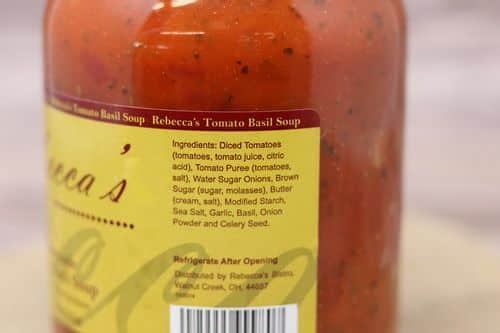 Rebecca's Tomato Basil Soup Rebecca's Tomato Basil Soup
Ingredients: Diced Tomatoes
(tomatoes, tomato juice, citric
acid), Tomato Puree (tomatoes,
salt), Water Sugar Onions, Brown
Sugar (sugar, molasses), Butter
(cream, salt), Modified Starch,
Sea Salt, Garlic, Basil, Onion
Powder and Celery Seed.
Refrigerate After Opening
Distributed by Rebecca's Bistro,
Walnut Creek, OH, 44687
ecca's
Soup